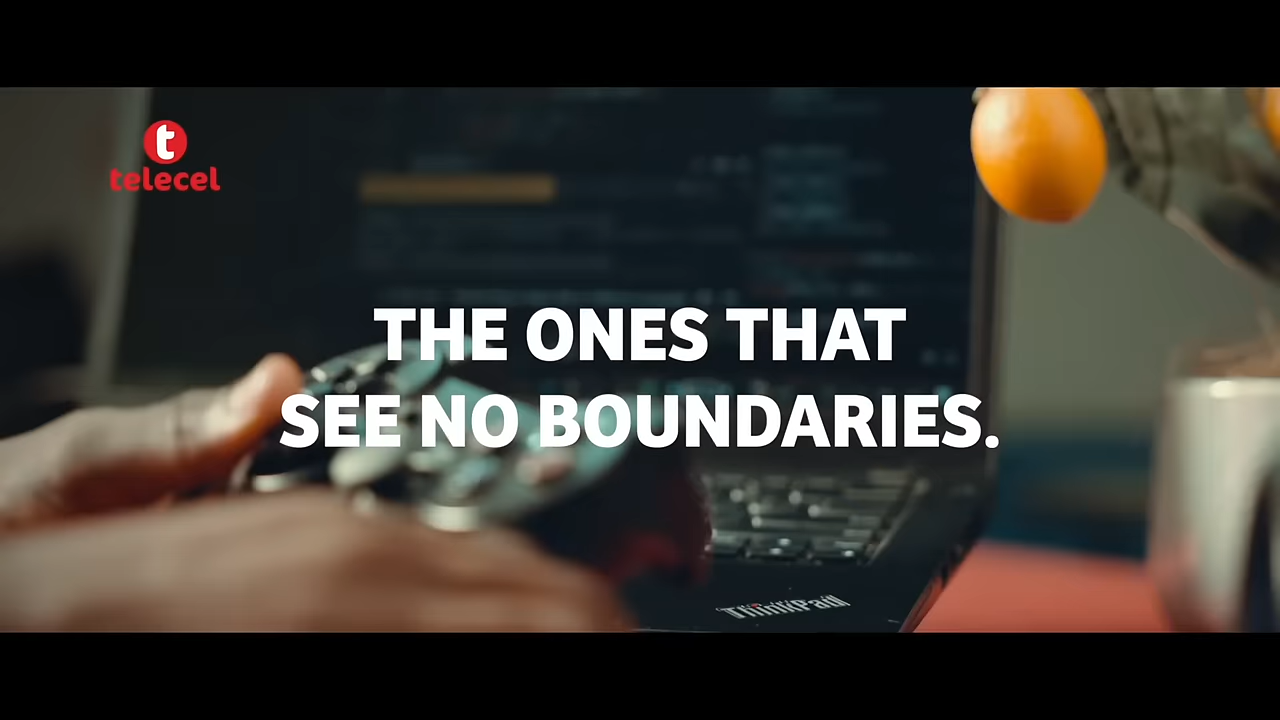 t
telecel
THE ONES THAT
SEE NO BOUNDARIES.
ThinkPad